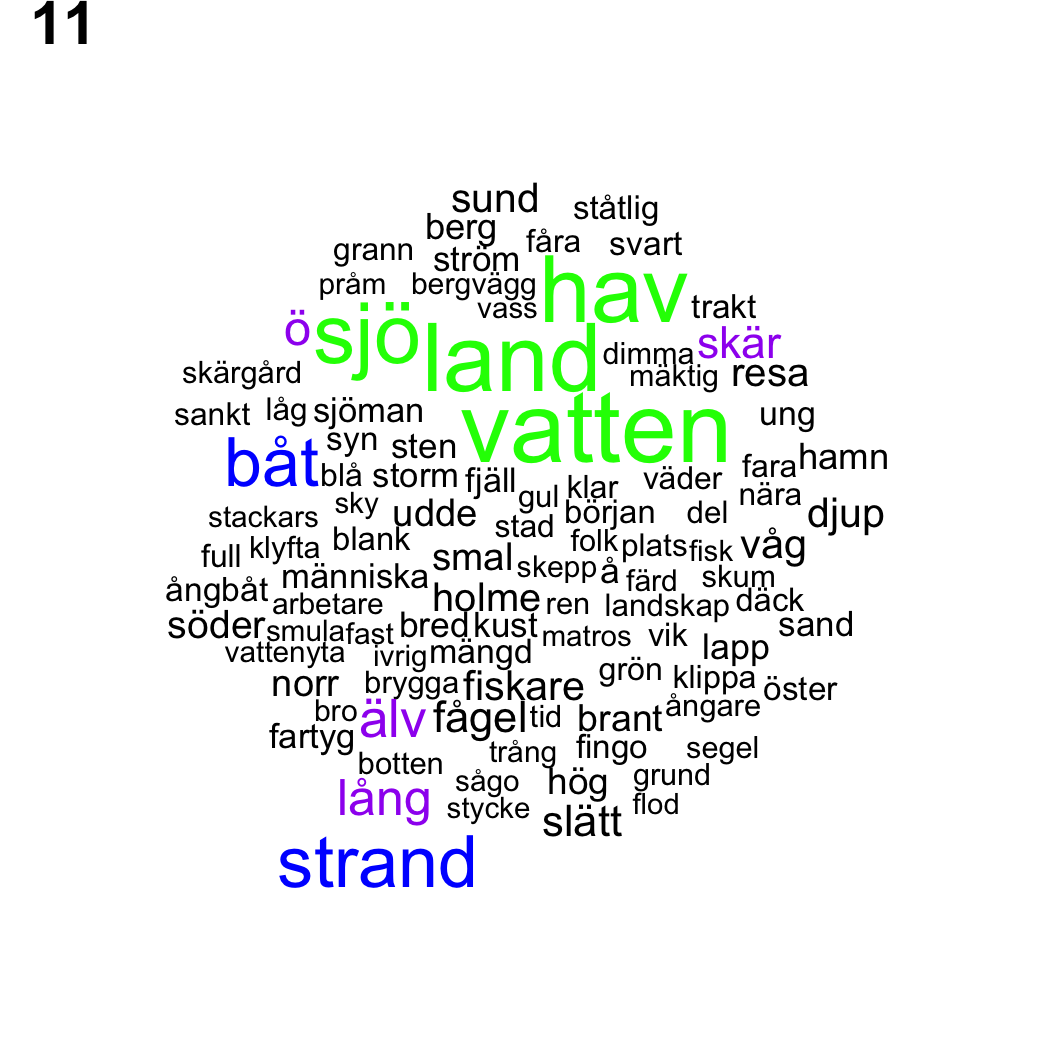 11
sund ståtlig
berg fåra svart
grann ström hav
pråm bergvägg vass trakt
ö sjö land dimma skär
skärgård mäktig resa
sankt låg sjöman vatten ung
båt syn sten fara hamn
blå storm fjäll klar väder nära
sky gul början del djup
stackars udde stad
full klyfta blank smal folk plats fisk våg
ångbåt människa skepp å färd skum
arbetare holme ren landskap däck
söder smula fast bred kust matros vik sand
vattenyta ivrig mängd lapp
norr brygga fiskare grön klippa öster
bro älv fågel tid brant ångare
fartyg trång fingo segel
botten sågo hög grund
lång stycke slätt flod
strand